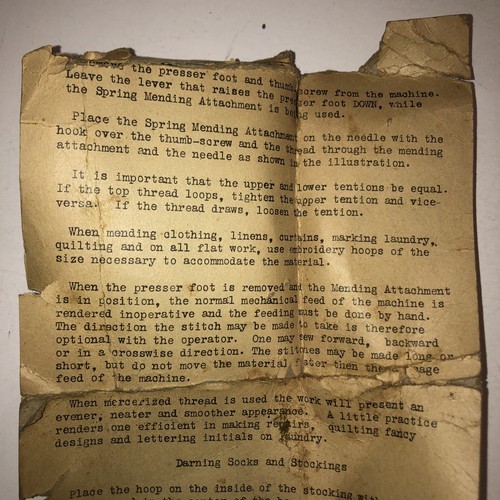 the presser foot and thumb screw from the machine.
Leave the lever that raises the presser foot DOWN, while
the Spring Mending Attachment is being used.
Place the Spring Mending Attachment on the needle with the
hook over the thumb-screw and the thread through the mending
attachment and the needle as shown in the illustration.
It is important that the upper and lower tentions be equal.
If the top thread loops, tighten the upper tention and vice-
versa. If the thread draws, loosen the tention.
When mending clothing, linens, curtains, marking laundry,
quilting and on all flat work, use embroidery hoops of the
size necessary to accommodate the material.
When the presser foot is removed and the Mending Attachment
is in position, the normal mechanical feed of the machine is
rendered inoperative and the feeding must be done by hand.
The direction the stitch may be made to take is therefore
optional with the operator. One may sew forward, backward
or in a crosswise direction. The stitches may be made long or
short, but do not move the material faster then the
feed of the machine.
When mercerized thread is used the work will present an
evener, neater and smoother appearance. A little practice
renders one efficient in making repairs, quilting fancy
designs and lettering initials on laundry.
Darning Socks and Stockings
Place the hoop on the inside of the stocking with